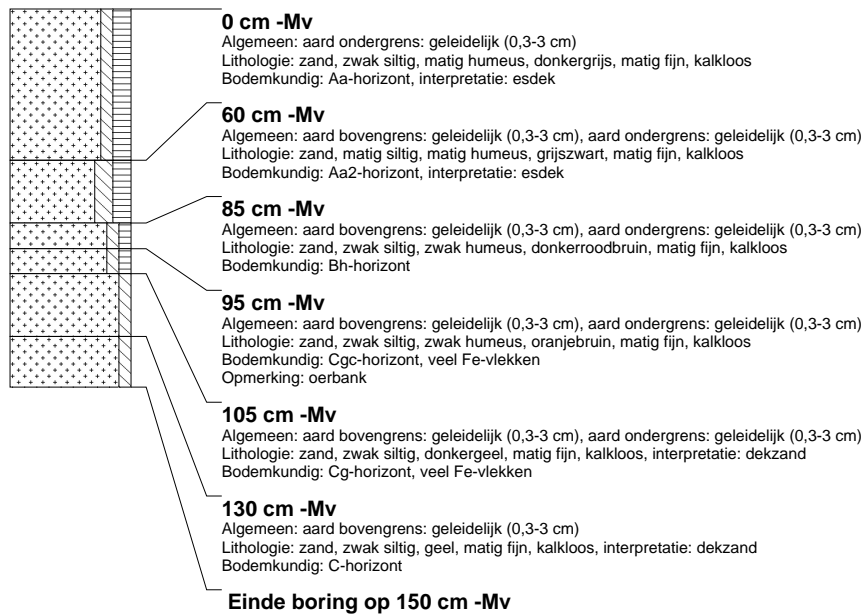 0 cm -Mv
Algemeen: aard ondergrens: geleidelijk (0,3-3 cm)
Lithologie: zand, zwak siltig, matig humeus, donkergrijs, matig fijn, kalkloos
Bodemkundig: Aa-horizont, interpretatie: esdek
60 cm -Mv
Algemeen: aard bovengrens: geleidelijk (0,3-3 cm), aard ondergrens: geleidelijk (0,3-3 cm)
Lithologie: zand, matig siltig, matig humeus, grijszwart, matig fijn, kalkloos
Bodemkundig: Aa2-horizont, interpretatie: esdek
85 cm -Mv
Algemeen: aard bovengrens: geleidelijk (0,3-3 cm), aard ondergrens: geleidelijk (0,3-3 cm)
Lithologie: zand, zwak siltig, zwak humeus, donkerroodbruin, matig fijn, kalkloos
Bodemkundig: Bh-horizont
95 cm -Mv
Algemeen: aard bovengrens: geleidelijk (0,3-3 cm), aard ondergrens: geleidelijk (0,3-3 cm)
Lithologie: zand, zwak siltig, zwak humeus, oranjebruin, matig fijn, kalkloos
Bodemkundig: Cgc-horizont, veel Fe-vlekken
Opmerking: oerbank
105 cm -Mv
Algemeen: aard bovengrens: geleidelijk (0,3-3 cm), aard ondergrens: geleidelijk (0,3-3 cm)
Lithologie: zand, zwak siltig, donkergeel, matig fijn, kalkloos, interpretatie: dekzand
Bodemkundig: Cg-horizont, veel Fe-vlekken
130 cm -Mv
Algemeen: aard bovengrens: geleidelijk (0,3-3 cm)
Lithologie: zand, zwak siltig, geel, matig fijn, kalkloos, interpretatie: dekzand
Bodemkundig: C-horizont
Einde boring op 150 cm -Mv